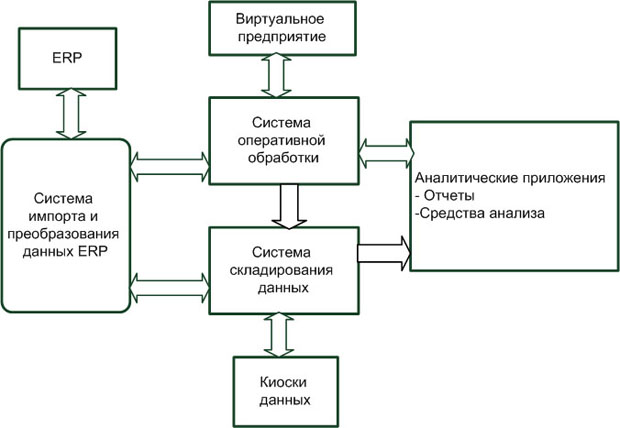 Виртуальное
предприятие
ERP
Система
оперативной
обработки
Аналитические приложения
- Отчеты
-Средства анализа
Система
импорта и
преобразования
данных ERP
Система
складирования
данных
Киоски
данных